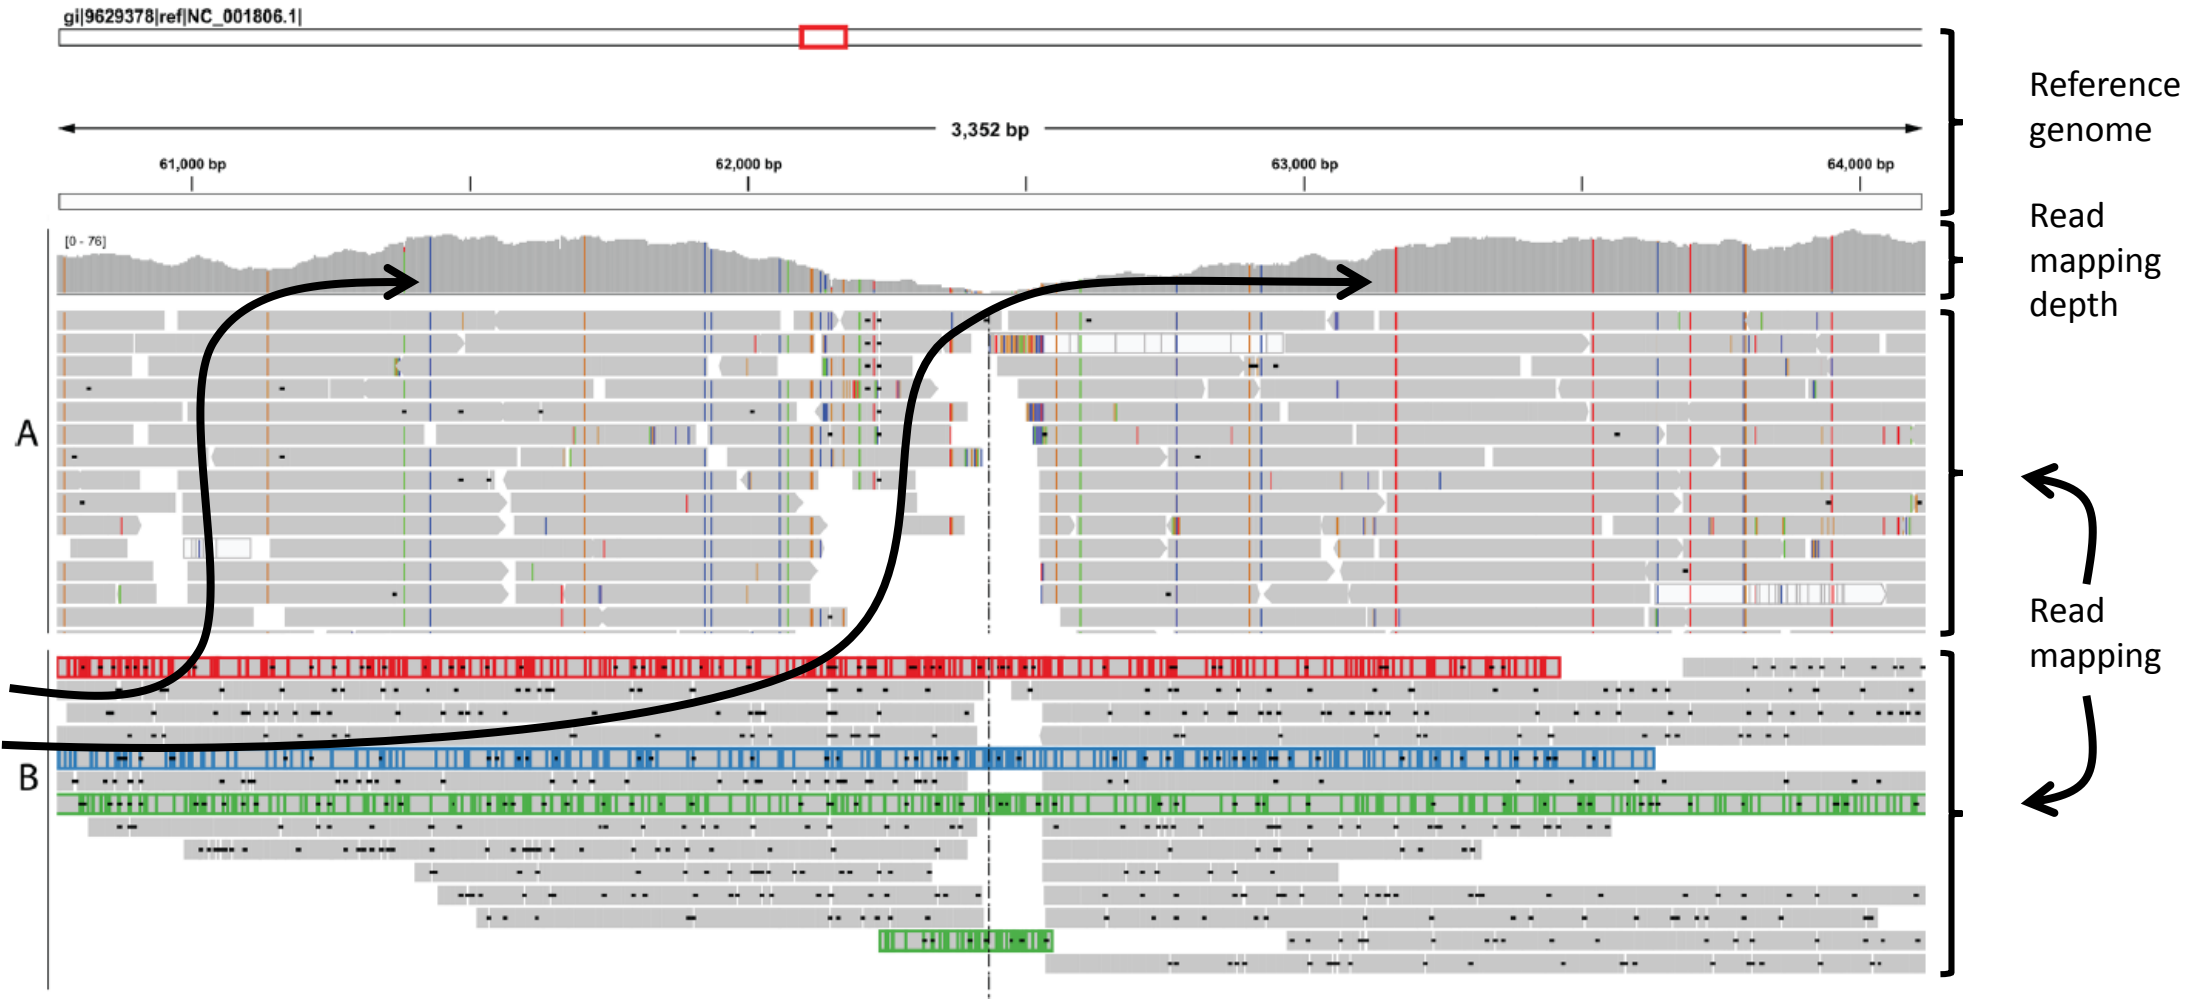 gi|9629378|ref|NC_001806.1|
3,352 bp
61,000 bp 62,000 bp 63,000 bp 64,000 bp
[0 - 76]
A
B
Reference
genome
Read
mapping
depth
Read
mapping